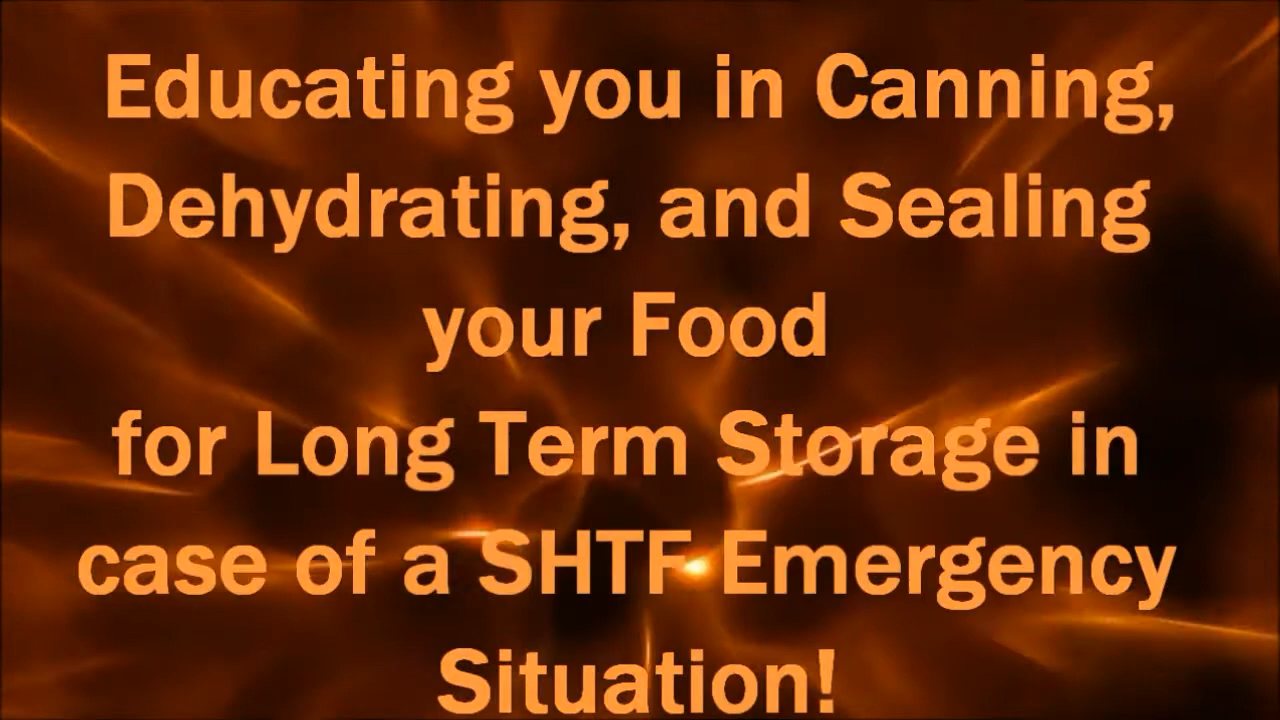 Educating you in Canning,
Dehydrating, and Sealing
your Food
for Long Term Storage in
case of a SHTF Emergency
Situation!